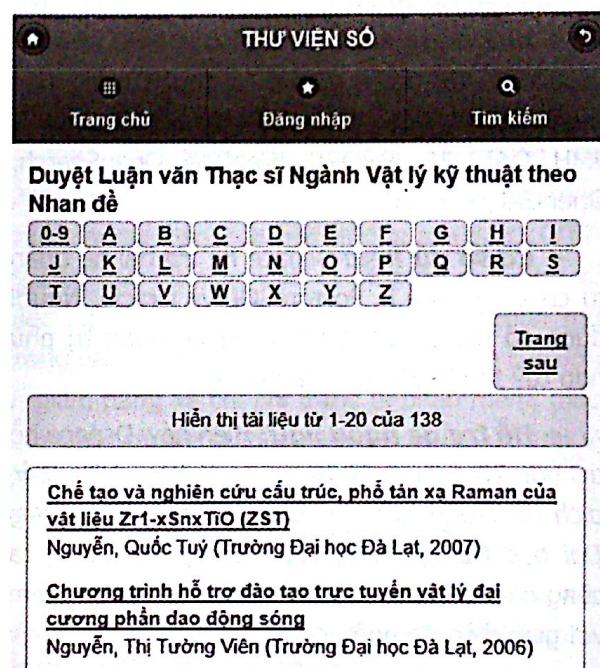 THƯ VIỆN SỐ
Trang chủ Đăng nhập Tìm kiếm
Duyệt Luận văn Thạc sĩ Ngành Vật lý kỹ thuật theo
Nhan đề
0-9 A B C D E F G H I
J K L M N O P Q R S
T U V W X Y Z
Trang
sau
Hiển thị tài liệu từ 1-20 của 138
Chế tạo và nghiên cứu cấu trúc, phổ tán xạ Raman của
vật liệu Zr1-xSnxTiO (ZST)
Nguyễn, Quốc Tuý (Trường Đại học Đà Lạt, 2007)
Chương trình hỗ trợ đào tạo trực tuyến vật lý đại
cương phần dao động sóng
Nguyễn, Thị Tường Viên (Trường Đại học Đà Lạt, 2006)